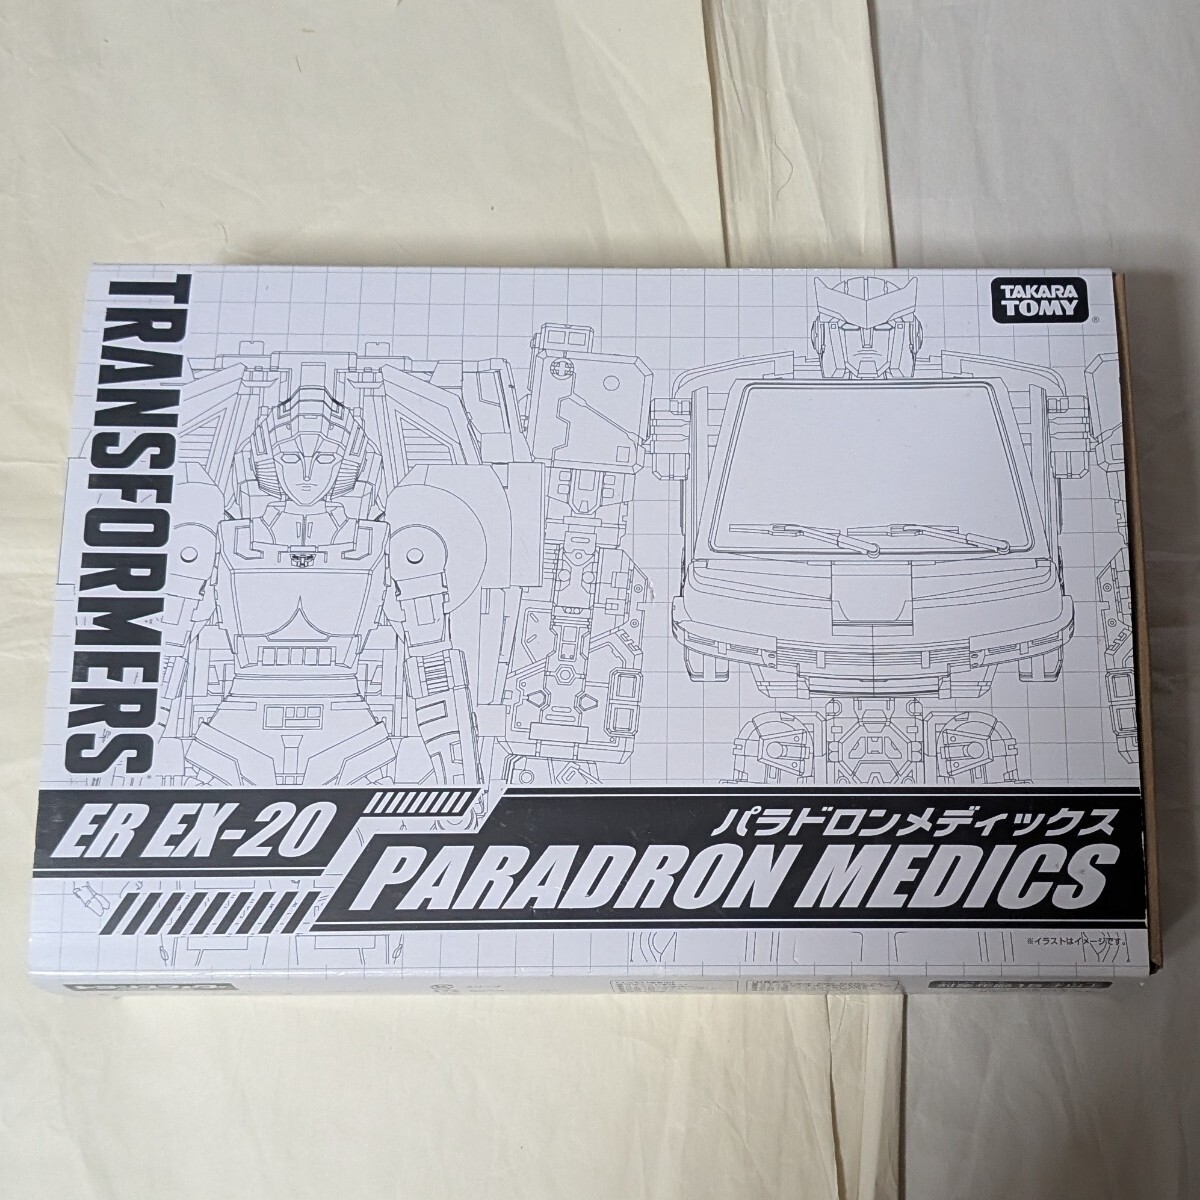 TRANSFORMERS
TAKARA
TOMY
®
ER EX-20
パラドロンメディックス
PARADRON MEDICS
※イラストはイメージです。